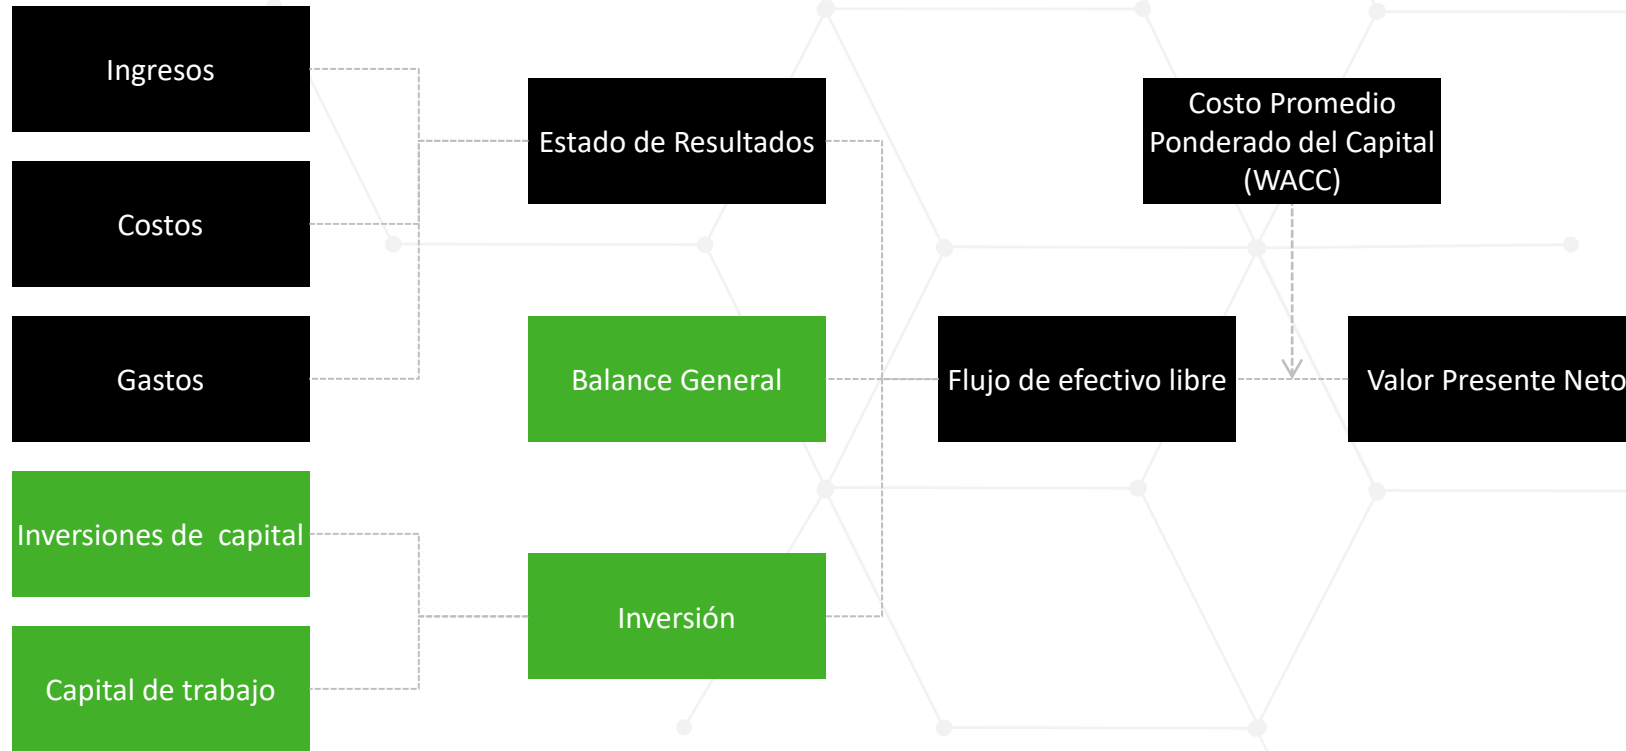 Ingresos
Costos
Gastos
Inversiones de  capital
Capital de trabajo
Estado de Resultados
Balance General
Inversión
Flujo de efectivo libre
Costo Promedio
Ponderado del Capital
(WACC)
Valor Presente Neto